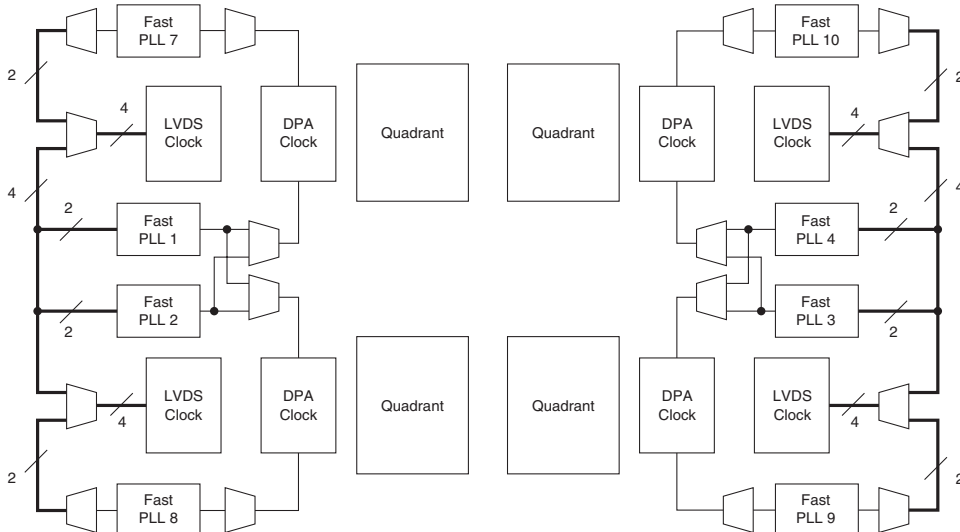 Fast
PLL 7
Fast
PLL 10
2
2
4
LVDS
Clock
DPA
Clock
Quadrant
Quadrant
DPA
Clock
LVDS
Clock
4
4
4
2
Fast
PLL 1
Fast
PLL 4
2
2
Fast
PLL 2
Fast
PLL 3
2
LVDS
Clock
4
DPA
Clock
Quadrant
Quadrant
DPA
Clock
LVDS
Clock
4
2
2
Fast
PLL 8
Fast
PLL 9